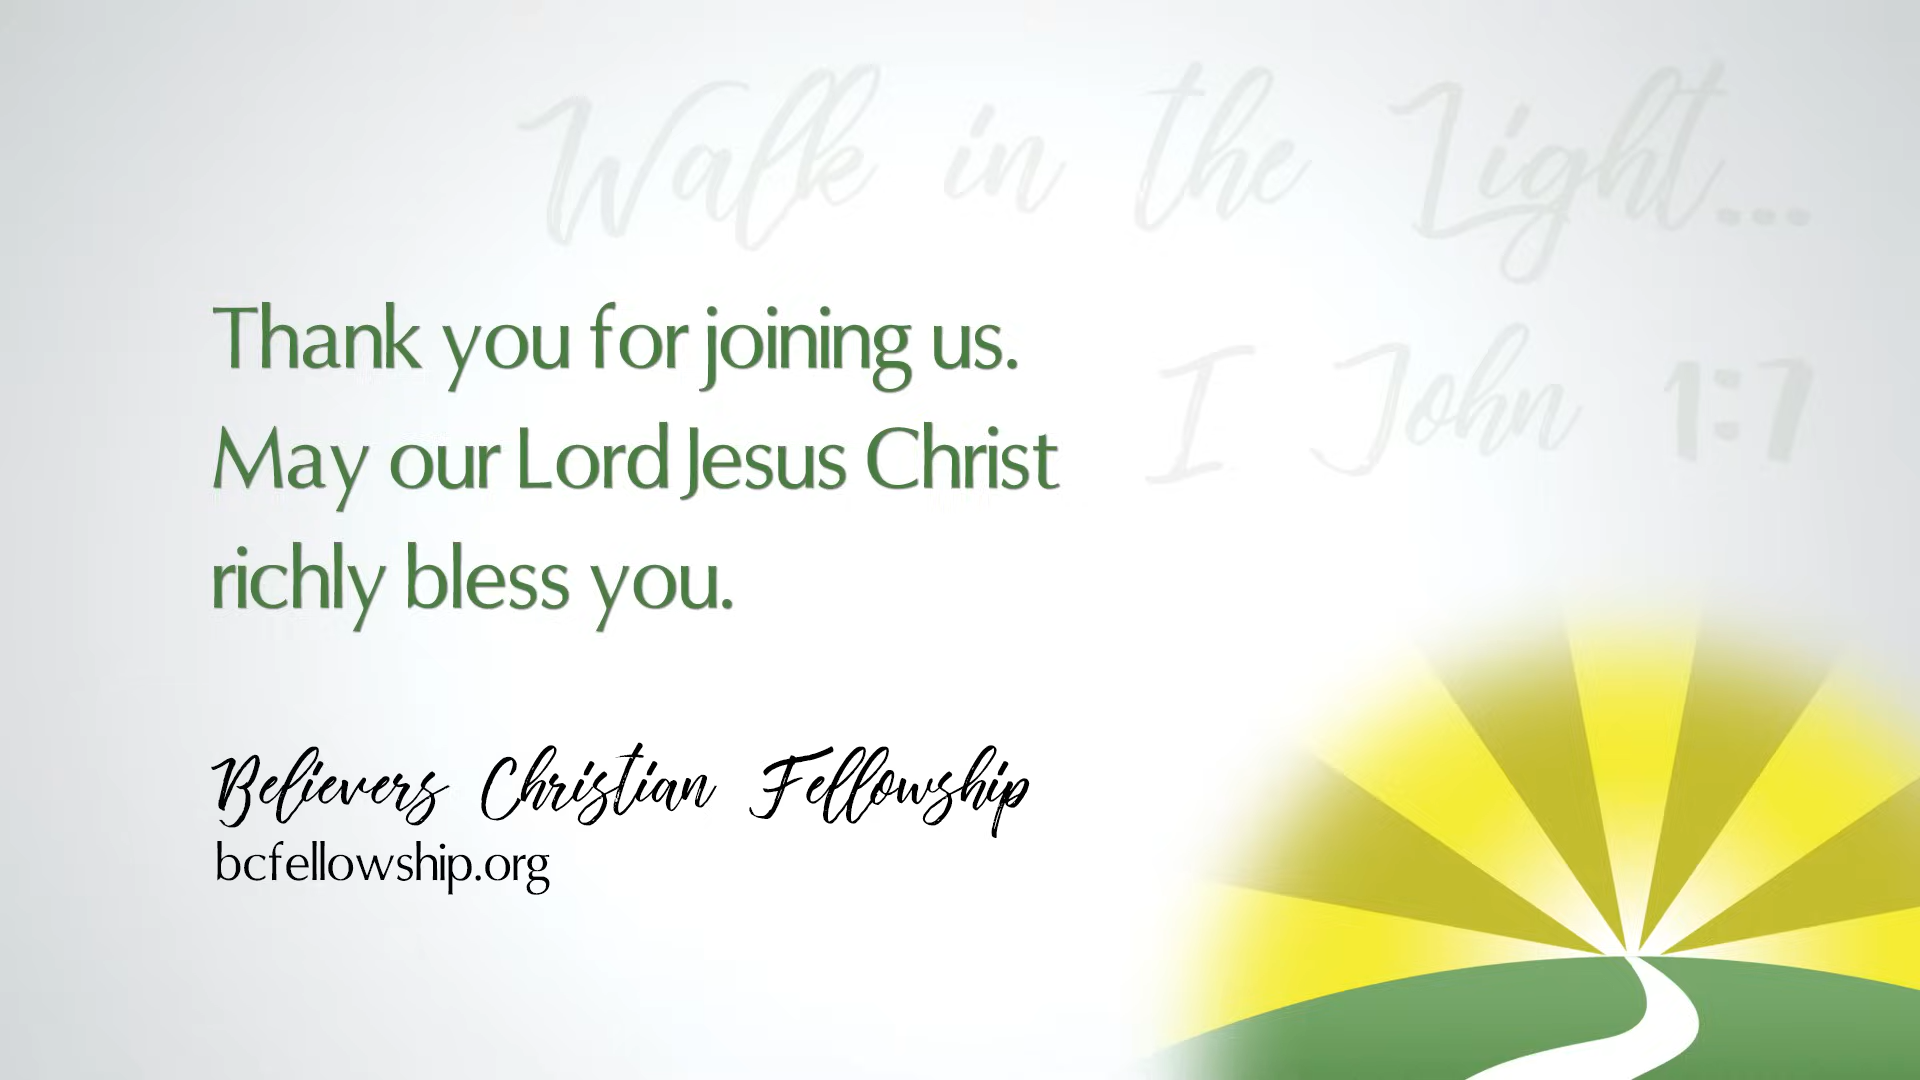 Walk in the Light...
I John 1:7
Thank you for joining us.
May our Lord Jesus Christ
richly bless you.
Believers Christian Fellowship
bcfellowship.org